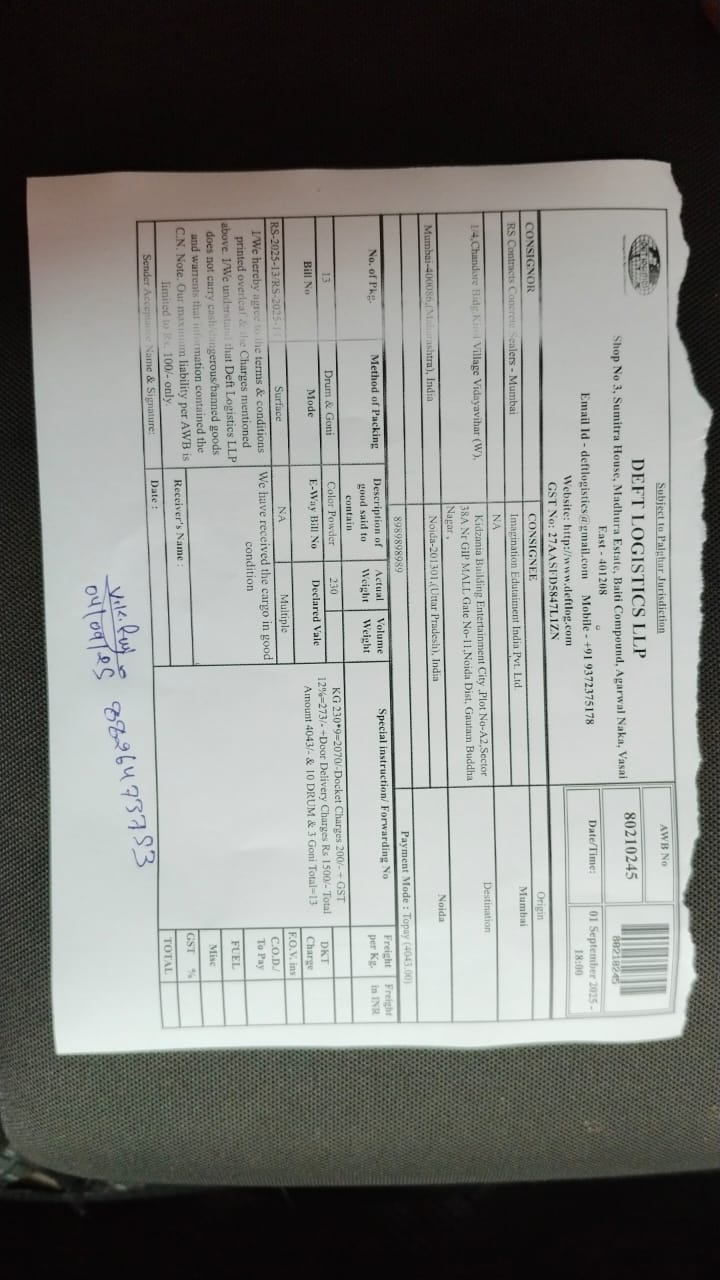 Subject to Palghar Jurisdiction
DEFT LOGISTICS LLP
Shop No 3, Sumitra House, Madhura Estate, Baiti Compound, Agarwal Naka, Vasai
East - 401208
Email Id - deftlogistics@gmail.com Mobile - +91 9372375178
Website: http://www.deftlog.com
GST No: 27AASFD5847L1ZN
AWB No
80210245
80210245
Date/Time:
01 September 2025 -
18:00
CONSIGNOR
CONSIGNEE
Origin
RS Contracts Concrete Sealers - Mumbai
Imagination Edutaiment India Pvt. Ltd.
Mumbai
NA
1/4,Chandore Bldg, Village Vidayavihar (W),
Kidzania Building Entertainment City ,Plot No-A2,Sector
38A Nr GIP MALL Gate No-11,Noida Dist, Gautam Buddha
Nagar ,
Destination
Mumbai-400086,(Maharashtra), India
Noida-201301,(Uttar Pradesh), India
Noida
8989898989
Payment Mode : Topay (4043.00)
No. of Pkg.
Method of Packing
Description of
good said to
contain
Actual
Weight
Volume
Weight
Special instruction/ Forwarding No
Freight
per Kg.
Freight
in INR
13
Drum & Goni
Color Powder
230
KG 230*9=2070/-Docket Charges 200/- + GST
12%=273/- +Door Delivery Charges Rs 1500/- Total
Amount 4043/- & 10 DRUM & 3 Goni Total=13
Bill No
Mode
E-Way Bill No
Declared Vale
DKT
Charge
RS-2025-13/RS-2025-14
Surface
NA
Multiple
F.O.V. ins
C.O.D./
To Pay
I/We hereby agree to the terms & conditions
printed overleaf & the Charges mentioned
above. I/We understand that Deft Logistics LLP
does not carry cash/dangerous/banned goods
and warrents that information contained the
C.N. Note. Our maximum liability per AWB is
limited to Rs. 100/- only.
We have received the cargo in good
condition
FUEL
Misc
GST %
TOTAL
Receiver's Name :
Sender Acceptance Name & Signature:
Date :
04/09/25
8826473793